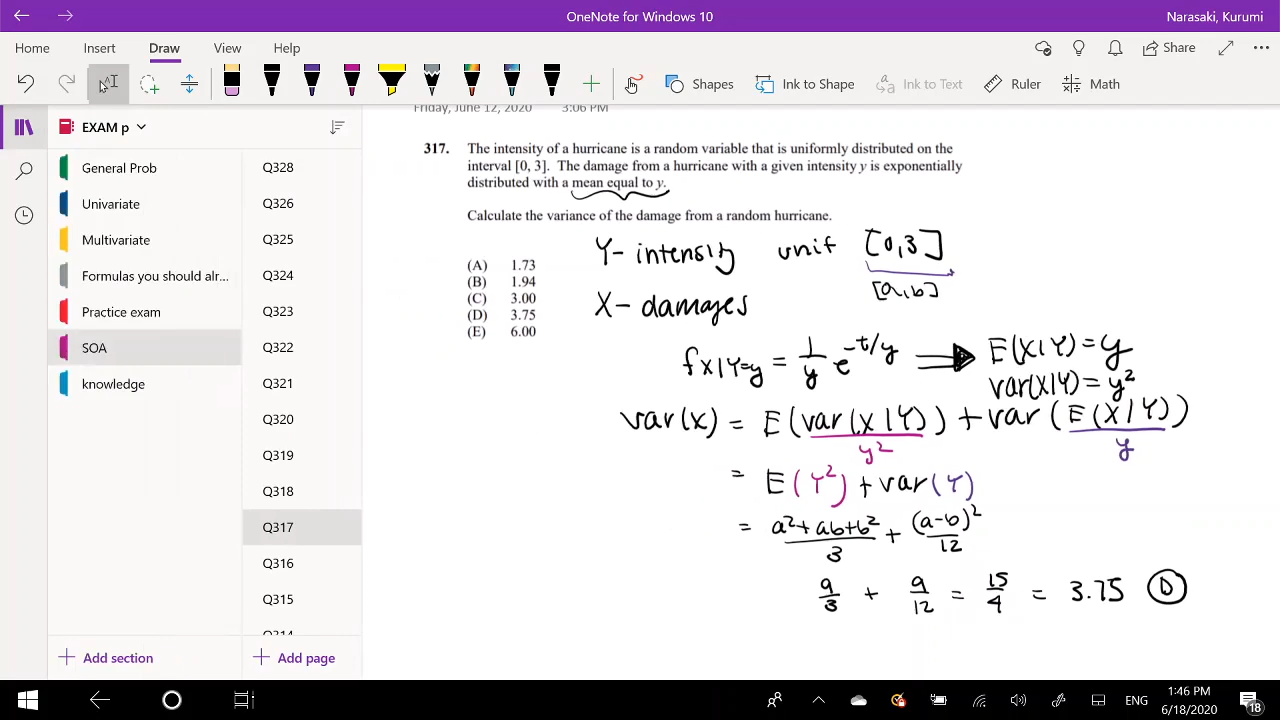 OneNote for Windows 10
Narasaki, Kurumi
Home Insert Draw View Help
Share
Shapes Ink to Shape Ink to Text Ruler Math
Friday, June 12, 2020 3:06 PM
EXAM p
General Prob
Univariate
Multivariate
Formulas you should alr...
Practice exam
SOA
knowledge
Add section
Q328
Q326
Q325
Q324
Q323
Q322
Q321
Q320
Q319
Q318
Q317
Q316
Q315
Q314
Add page
317. The intensity of a hurricane is a random variable that is uniformly distributed on the
interval [0, 3]. The damage from a hurricane with a given intensity y is exponentially
distributed with a mean equal to y.
Calculate the variance of the damage from a random hurricane.
(A) 1.73
(B) 1.94
(C) 3.00
(D) 3.75
(E) 6.00
Y- intensity unif [0,3]
[a,b]
X- damages
fX|Y=y = 1/y e^-t/y E(X|Y)=y
var(X|Y)= y²
var(x) = E(var(X|Y)) + var(E(X|Y))
y² y
= E(Y²) + var(Y)
= a²+ab+b²/3 + (a-b)²/12
9/3 + 9/12 = 15/4 = 3.75 D
ENG
1:46 PM
6/18/2020
18